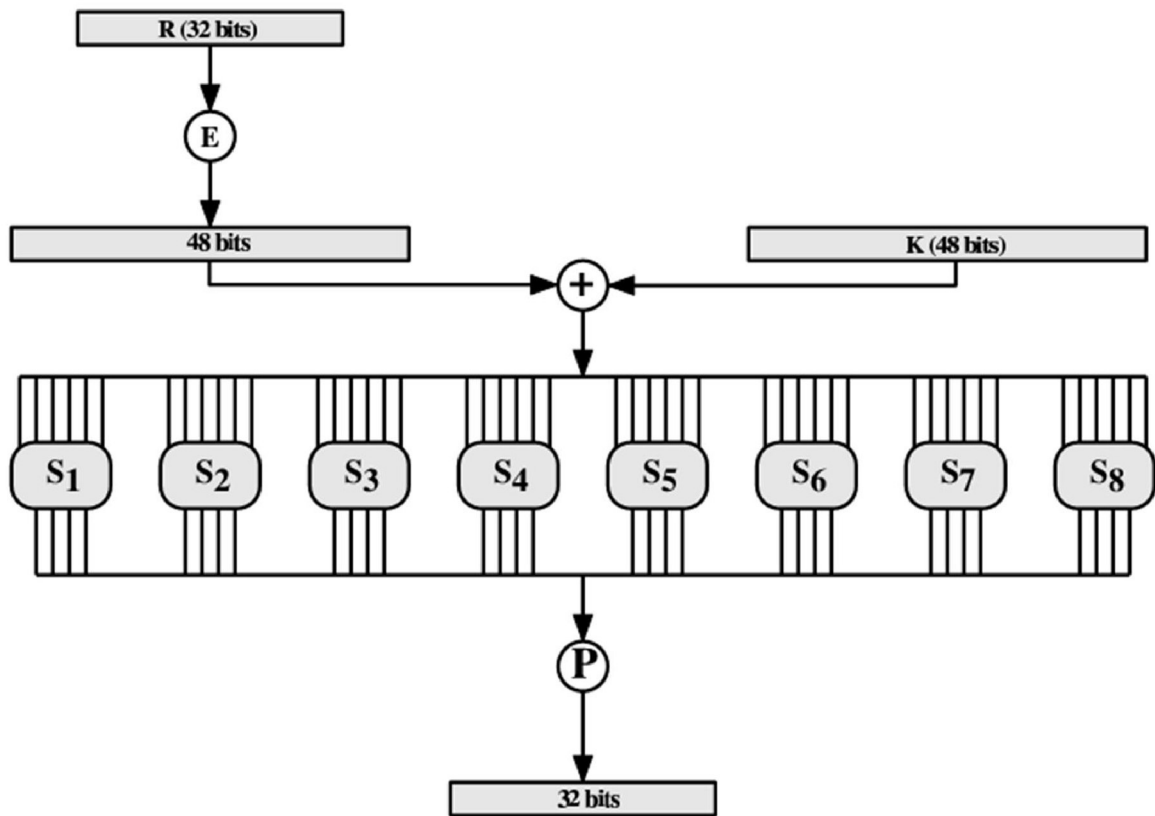 R (32 bits)
E
48 bits
K (48 bits)
+
S1 S2 S3 S4 S5 S6 S7 S8
P
32 bits